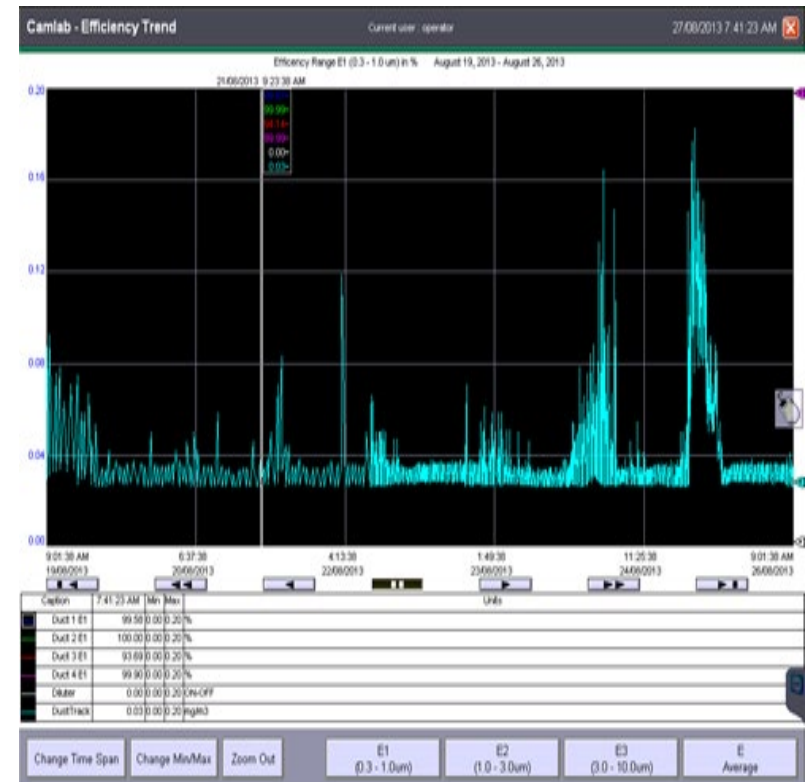 Camlab - Efficiency Trend
Current user : operator
27/08/2013 7:41:23 AM
Efficency Range E1 (0.3 - 1.0 um) in % August 19, 2013 - August 26, 2013
21/08/2013 9:23:38 AM
0.20
99.99
0.00
0.03
0.16
0.12
0.08
0.04
0.00
9:01:38 AM 6:37:38 4:13:38 1:49:38 11:25:38 9:01:38 AM
19/08/2013 20/08/2013 22/08/2013 23/08/2013 24/08/2013 26/08/2013
Caption 7:41:23 AM Min Max Units
Duct 1 E1 99.58 0.00 0.20 %
Duct 2 E1 100.00 0.00 0.20 %
Duct 3 E1 93.69 0.00 0.20 %
Duct 4 E1 99.90 0.00 0.20 %
Diluter 0.00 0.00 0.20 ON-OFF
DustTrack 0.03 0.00 0.20 mg/m3
Change Time Span
Change Min/Max
Zoom Out
E1
(0.3 - 1.0um)
E2
(1.0 - 3.0um)
E3
(3.0 - 10.0um)
E
Average